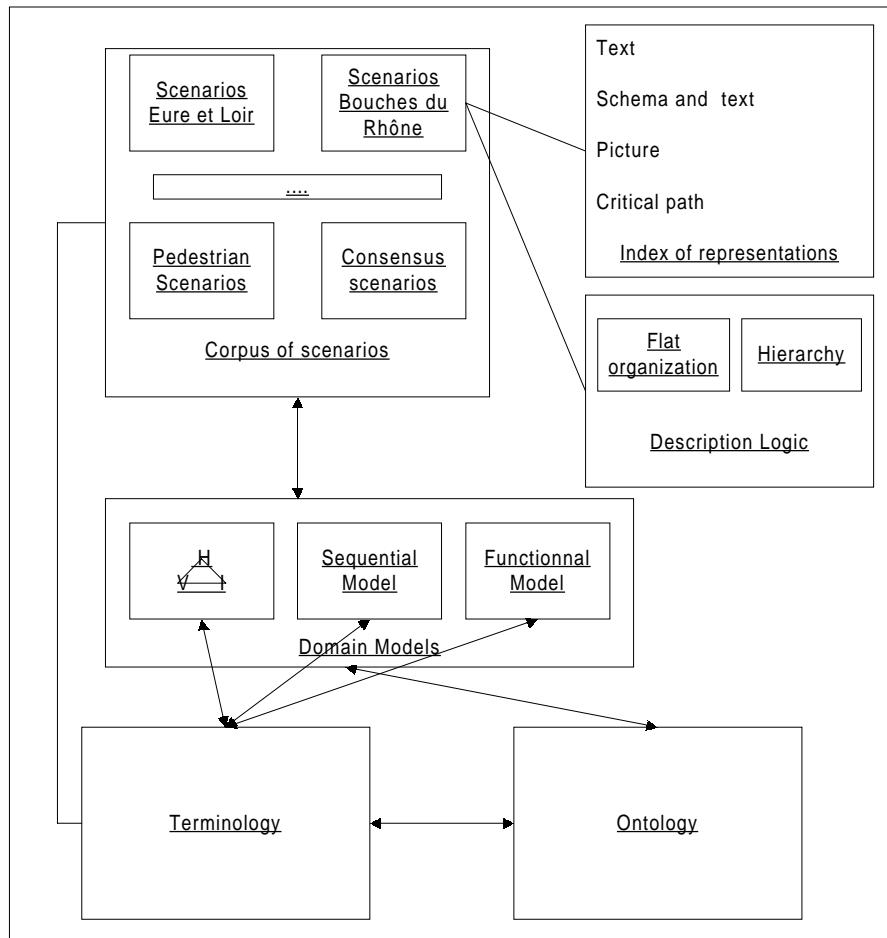 Scenarios
Eure et Loir
Scenarios
Bouches du
Rhône
....
Pedestrian
Scenarios
Consensus
scenarios
Corpus of scenarios
Text
Schema and text
Picture
Critical path
Index of representations
Flat
organization
Hierarchy
Description Logic
H
V I
Sequential
Model
Functionnal
Model
Domain Models
Terminology
Ontology